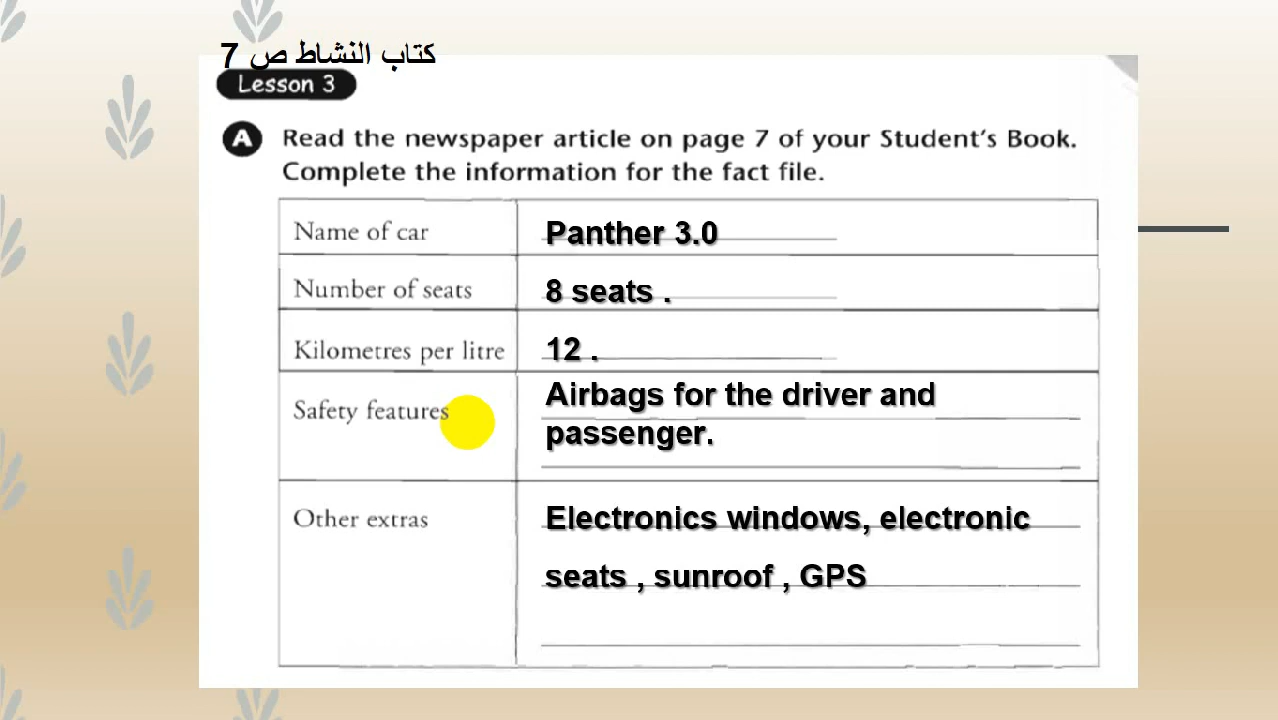 كتاب النشاط ص 7
Lesson 3
A Read the newspaper article on page 7 of your Student's Book.
Complete the information for the fact file.
Name of car Panther 3.0
Number of seats 8 seats .
Kilometres per litre 12 .
Safety features Airbags for the driver and
passenger.
Other extras Electronics windows, electronic
seats , sunroof , GPS